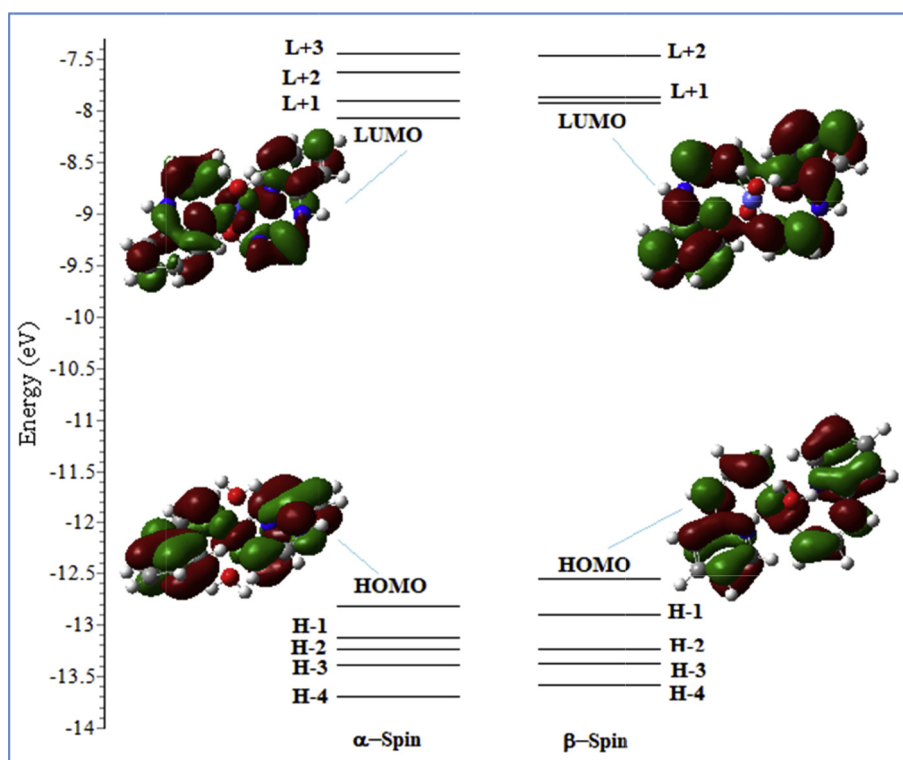 Energy (eV)
-7.5
-8
-8.5
-9
-9.5
-10
-10.5
-11
-11.5
-12
-12.5
-13
-13.5
-14
L+3
L+2
L+1
LUMO
HOMO
H-1
H-2
H-3
H-4
α-Spin
L+2
L+1
LUMO
HOMO
H-1
H-2
H-3
H-4
β-Spin